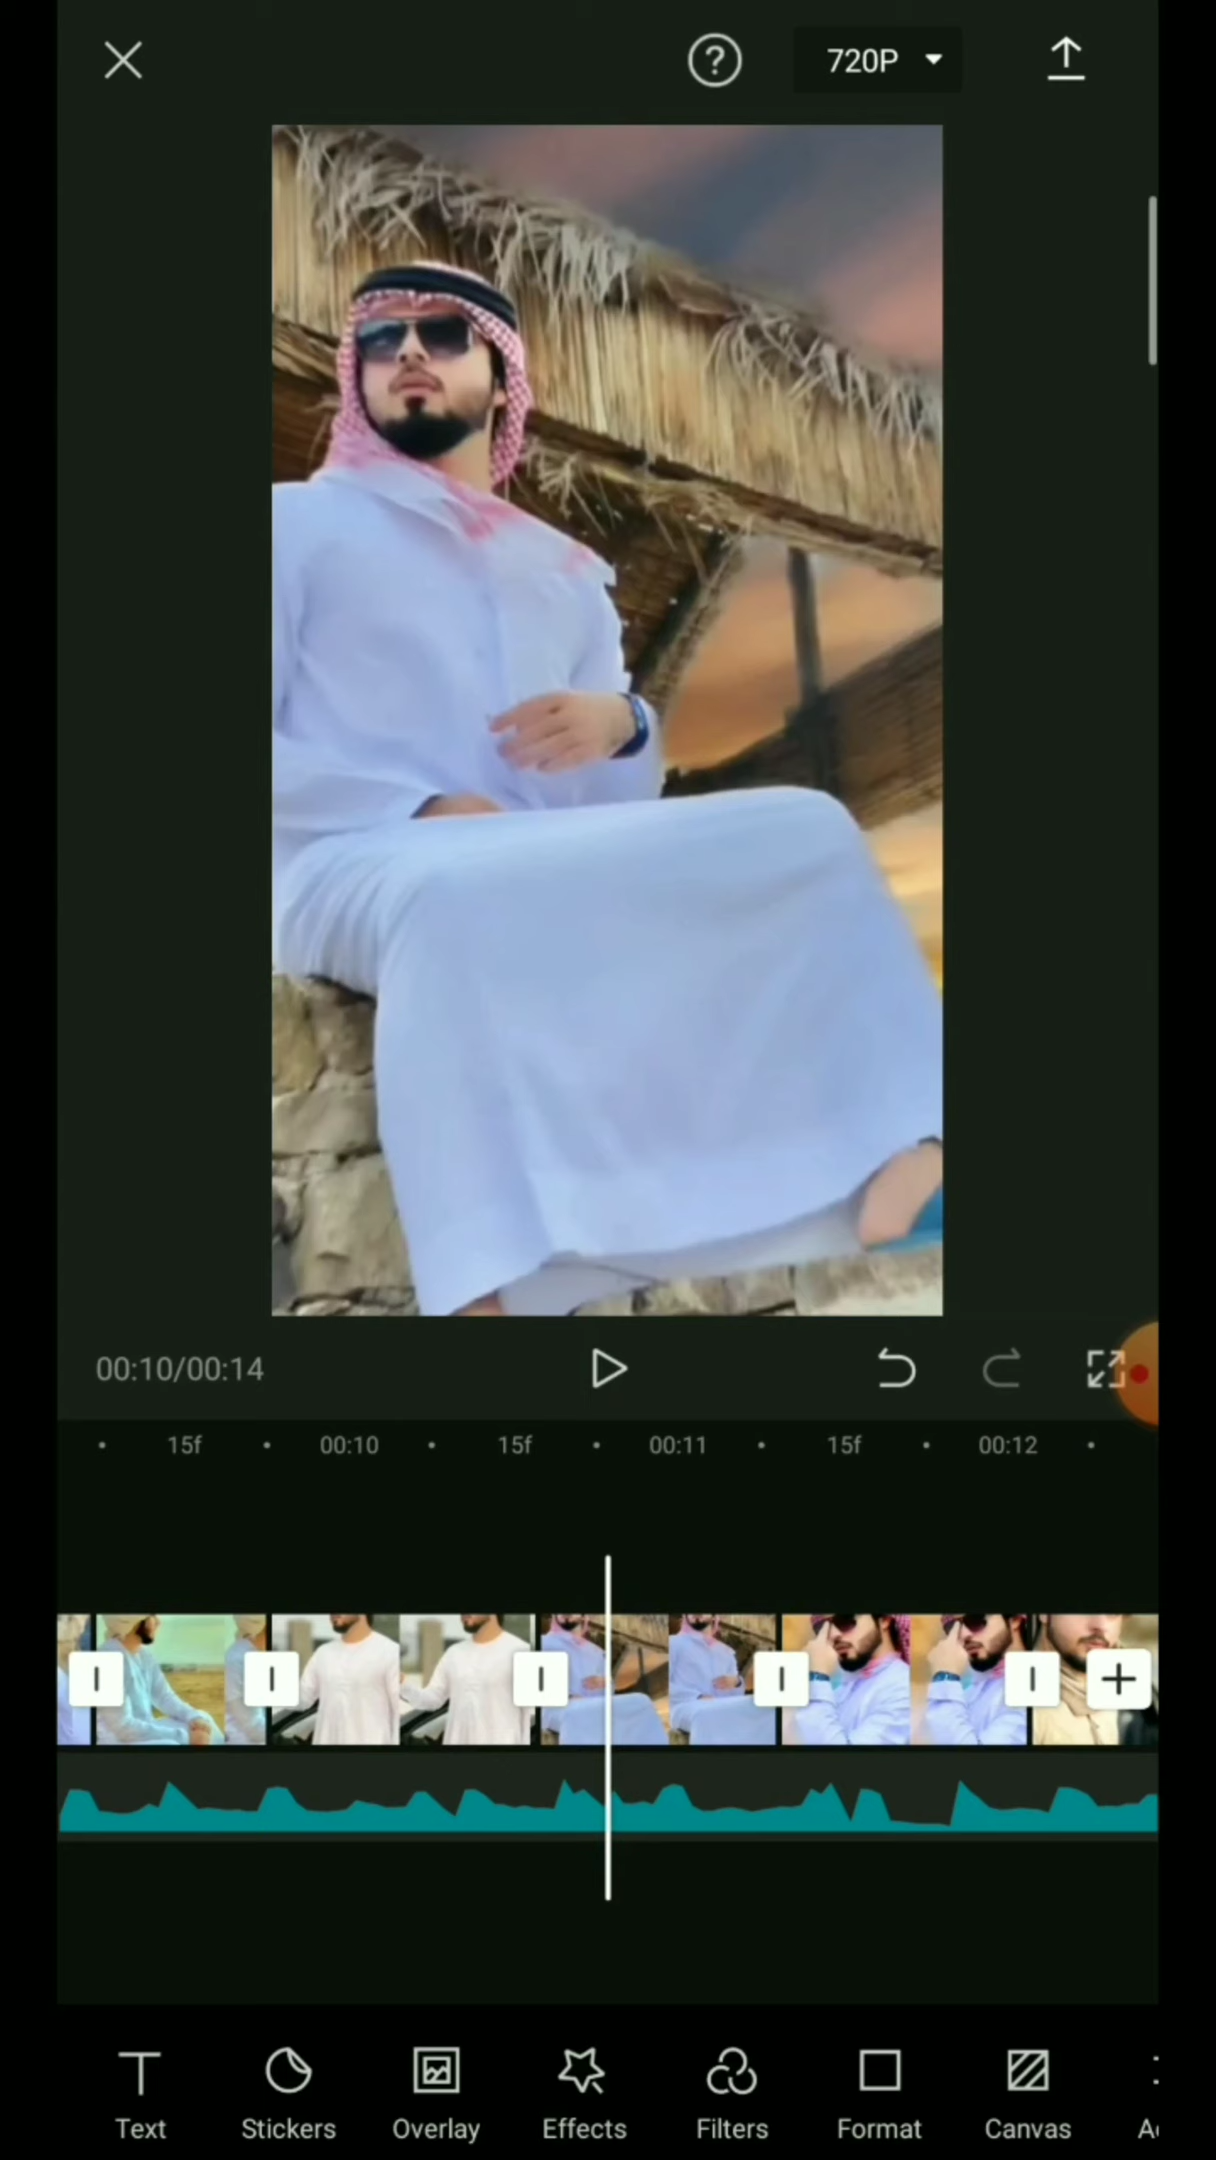 720P
00:10/00:14
15f 00:10 15f 00:11 15f 00:12
Text Stickers Overlay Effects Filters Format Canvas